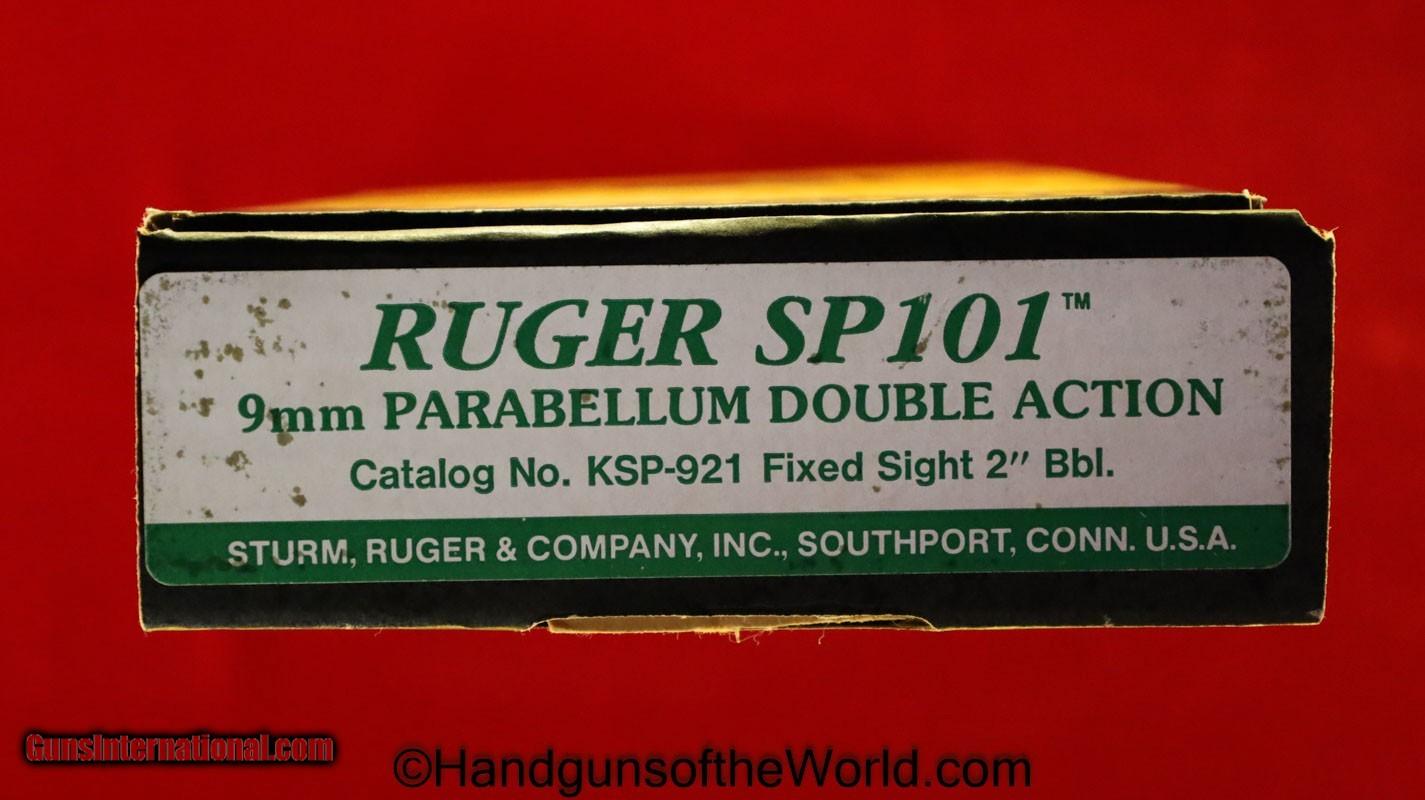 RUGER SP101™
9mm PARABELLUM DOUBLE ACTION
Catalog No. KSP-921 Fixed Sight 2″ Bbl.
STURM, RUGER & COMPANY, INC., SOUTHPORT, CONN. U.S.A.
GunsInternational.com
©HandgunsoftheWorld.com